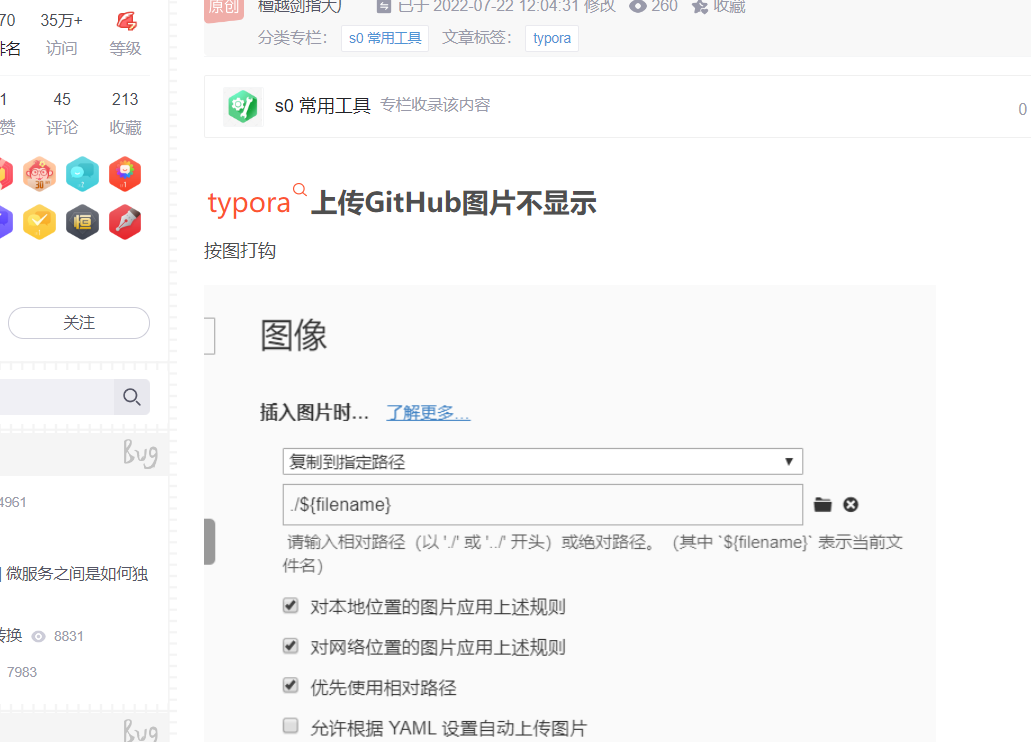 70 35万+
排名 访问 等级
1 45 213
赞 评论 收藏
关注
Bug
4961
微服务之间是如何独
转换 8831
7983
Bug
原创 檀越剑指大厂 已于 2022-07-22 12:04:31 修改 260 收藏
分类专栏： s0 常用工具 文章标签： typora
s0 常用工具 专栏收录该内容 0
typora 上传GitHub图片不显示
按图打钩
图像
插入图片时... 了解更多...
复制到指定路径
./${filename}
请输入相对路径（以 './' 或 '../' 开头）或绝对路径。（其中 `${filename}` 表示当前文
件名）
对本地位置的图片应用上述规则
对网络位置的图片应用上述规则
优先使用相对路径
允许根据 YAML 设置自动上传图片